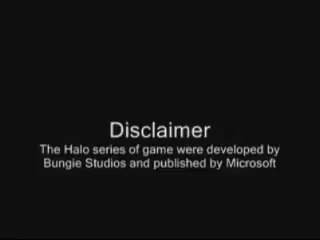 Disclaimer
The Halo series of game were developed by
Bungie Studios and published by Microsoft